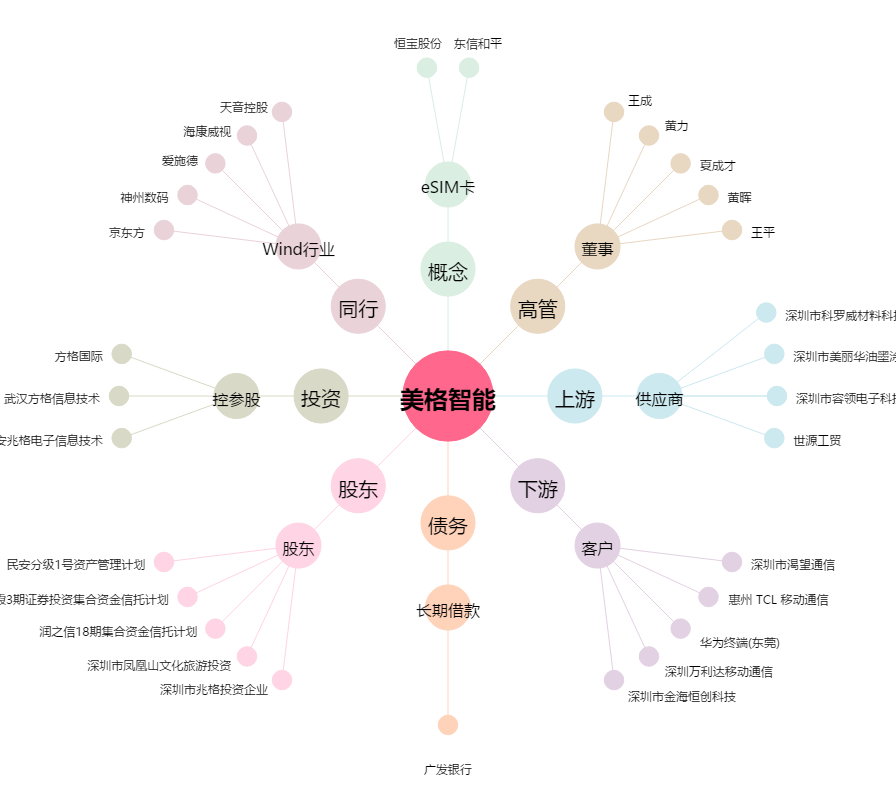 恒宝股份
东信和平
天音控股
王成
海康威视
黄力
爱施德
夏成才
神州数码
eSIM卡
黄晖
京东方
Wind行业
董事
王平
概念
同行
高管
深圳市科罗威材料科技
方格国际
深圳市美丽华油墨涂
武汉方格信息技术
控参股
投资
美格智能
上游
供应商
深圳市容领电子科技
安兆格电子信息技术
世源工贸
股东
下游
债务
股东
客户
民安分级1号资产管理计划
深圳市渴望通信
3期证券投资集合资金信托计划
长期借款
惠州 TCL 移动通信
润之信18期集合资金信托计划
华为终端(东莞)
深圳市凤凰山文化旅游投资
深圳万利达移动通信
深圳市兆格投资企业
深圳市金海恒创科技
广发银行